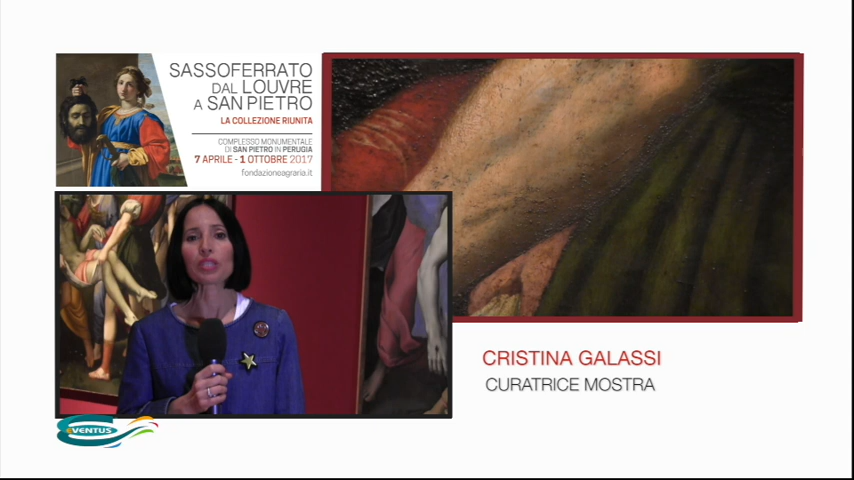 SASSOFERRATO
DAL LOUVRE
A SAN PIETRO
LA COLLEZIONE RIUNITA
COMPLESSO MONUMENTALE
DI SAN PIETRO IN PERUGIA
7 APRILE - 1 OTTOBRE 2017
fondazioneagraria.it
CRISTINA GALASSI
CURATRICE MOSTRA
eVENTUS